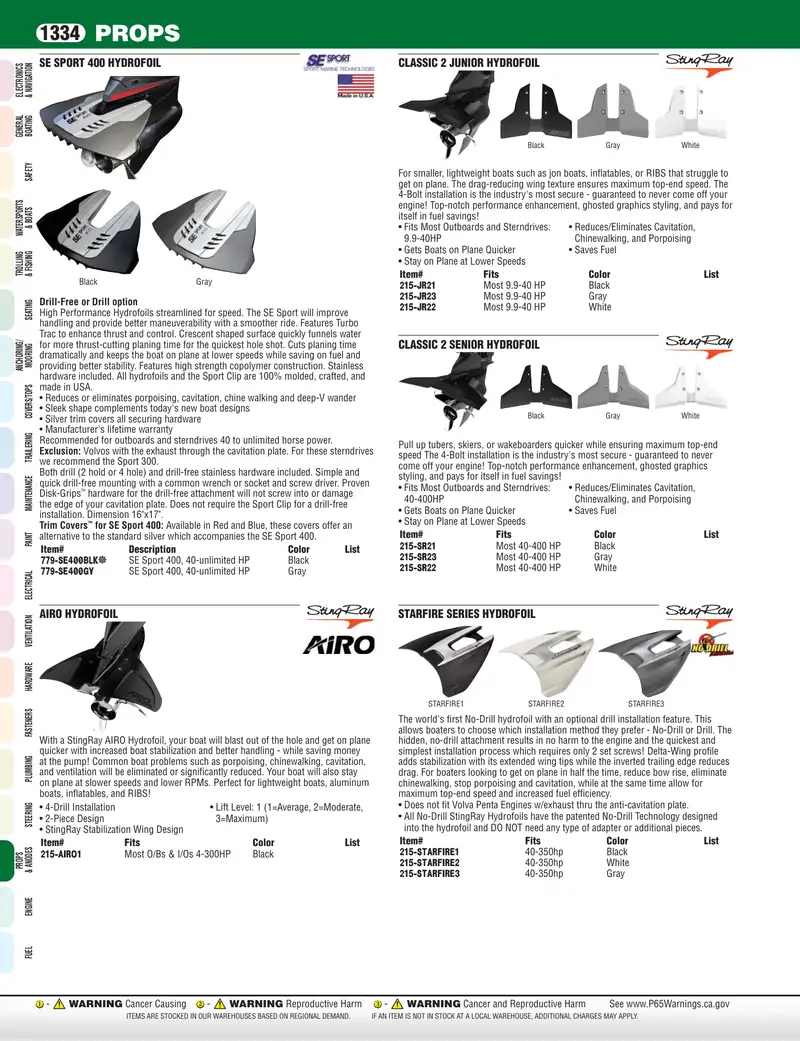 1334 PROPS
ELECTRONICS
& NAVIGATION
GENERAL
BOATING
SAFETY
WATERSPORTS
& BOATS
TROLLING
& FISHING
SEATING
ANCHORING/
MOORING
COVERS/TOPS
TRAILERING
MAINTENANCE
PAINT
ELECTRICAL
VENTILATION
HARDWARE
FASTENERS
PLUMBING
STEERING
PROPS
& ANODES
ENGINE
FUEL
SE SPORT 400 HYDROFOIL
SE SPORT
SPORT MARINE TECHNOLOGIES
Made in U.S.A.
Black
Gray
Drill-Free or Drill option
High Performance Hydrofoils streamlined for speed. The SE Sport will improve
handling and provide better maneuverability with a smoother ride. Features Turbo
Trac to enhance thrust and control. Crescent shaped surface quickly funnels water
for more thrust-cutting planing time for the quickest hole shot. Cuts planing time
dramatically and keeps the boat on plane at lower speeds while saving on fuel and
providing better stability. Features high strength copolymer construction. Stainless
hardware included. All hydrofoils and the Sport Clip are 100% molded, crafted, and
made in USA.
• Reduces or eliminates porpoising, cavitation, chine walking and deep-V wander
• Sleek shape complements today's new boat designs
• Silver trim covers all securing hardware
• Manufacturer's lifetime warranty
Recommended for outboards and sterndrives 40 to unlimited horse power.
Exclusion: Volvos with the exhaust through the cavitation plate. For these sterndrives
we recommend the Sport 300.
Both drill (2 hold or 4 hole) and drill-free stainless hardware included. Simple and
quick drill-free mounting with a common wrench or socket and screw driver. Proven
Disk-Grips™ hardware for the drill-free attachment will not screw into or damage
the edge of your cavitation plate. Does not require the Sport Clip for a drill-free
installation. Dimension 16"x17".
Trim Covers™ for SE Sport 400: Available in Red and Blue, these covers offer an
alternative to the standard silver which accompanies the SE Sport 400.
Item# Description Color List
779-SE400BLK SE Sport 400, 40-unlimited HP Black
779-SE400GY SE Sport 400, 40-unlimited HP Gray
AIRO HYDROFOIL
StingRay
AIRO
With a StingRay AIRO Hydrofoil, your boat will blast out of the hole and get on plane
quicker with increased boat stabilization and better handling - while saving money
at the pump! Common boat problems such as porpoising, chinewalking, cavitation,
and ventilation will be eliminated or significantly reduced. Your boat will also stay
on plane at slower speeds and lower RPMs. Perfect for lightweight boats, aluminum
boats, inflatables, and RIBS!
• 4-Drill Installation
• 2-Piece Design
• StingRay Stabilization Wing Design
• Lift Level: 1 (1=Average, 2=Moderate,
3=Maximum)
Item# Fits Color List
215-AIRO1 Most O/Bs & I/Os 4-300HP Black
CLASSIC 2 JUNIOR HYDROFOIL
StingRay
Black
Gray
White
For smaller, lightweight boats such as jon boats, inflatables, or RIBS that struggle to
get on plane. The drag-reducing wing texture ensures maximum top-end speed. The
4-Bolt installation is the industry's most secure - guaranteed to never come off your
engine! Top-notch performance enhancement, ghosted graphics styling, and pays for
itself in fuel savings!
• Fits Most Outboards and Sterndrives:
9.9-40HP
• Gets Boats on Plane Quicker
• Stay on Plane at Lower Speeds
• Reduces/Eliminates Cavitation,
Chinewalking, and Porpoising
• Saves Fuel
Item# Fits Color List
215-JR21 Most 9.9-40 HP Black
215-JR23 Most 9.9-40 HP Gray
215-JR22 Most 9.9-40 HP White
CLASSIC 2 SENIOR HYDROFOIL
StingRay
Black
Gray
White
Pull up tubers, skiers, or wakeboarders quicker while ensuring maximum top-end
speed The 4-Bolt installation is the industry's most secure - guaranteed to never
come off your engine! Top-notch performance enhancement, ghosted graphics
styling, and pays for itself in fuel savings!
• Fits Most Outboards and Sterndrives:
40-400HP
• Gets Boats on Plane Quicker
• Stay on Plane at Lower Speeds
• Reduces/Eliminates Cavitation,
Chinewalking, and Porpoising
• Saves Fuel
Item# Fits Color List
215-SR21 Most 40-400 HP Black
215-SR23 Most 40-400 HP Gray
215-SR22 Most 40-400 HP White
STARFIRE SERIES HYDROFOIL
StingRay
NO DRILL
STARFIRE1
STARFIRE2
STARFIRE3
The world's first No-Drill hydrofoil with an optional drill installation feature. This
allows boaters to choose which installation method they prefer - No-Drill or Drill. The
hidden, no-drill attachment results in no harm to the engine and the quickest and
simplest installation process which requires only 2 set screws! Delta-Wing profile
adds stabilization with its extended wing tips while the inverted trailing edge reduces
drag. For boaters looking to get on plane in half the time, reduce bow rise, eliminate
chinewalking, stop porpoising and cavitation, while at the same time allow for
maximum top-end speed and increased fuel efficiency.
• Does not fit Volva Penta Engines w/exhaust thru the anti-cavitation plate.
• All No-Drill StingRay Hydrofoils have the patented No-Drill Technology designed
into the hydrofoil and DO NOT need any type of adapter or additional pieces.
Item# Fits Color List
215-STARFIRE1 40-350hp Black
215-STARFIRE2 40-350hp White
215-STARFIRE3 40-350hp Gray
1 - WARNING Cancer Causing 2 - WARNING Reproductive Harm 3 - WARNING Cancer and Reproductive Harm See www.P65Warnings.ca.gov
ITEMS ARE STOCKED IN OUR WAREHOUSES BASED ON REGIONAL DEMAND. IF AN ITEM IS NOT IN STOCK AT A LOCAL WAREHOUSE, ADDITIONAL CHARGES MAY APPLY.